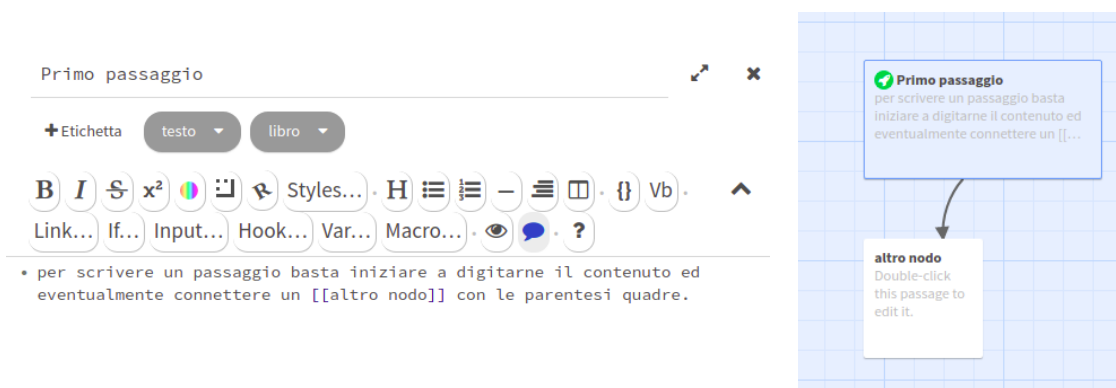 Primo passaggio
+Etichetta testo libro
B I S x² Styles... H {} Vb
Link... If... Input... Hook... Var... Macro... ?
• per scrivere un passaggio basta iniziare a digitarne il contenuto ed
eventualmente connettere un [[altro nodo]] con le parentesi quadre.
Primo passaggio
per scrivere un passaggio basta
iniziare a digitarne il contenuto ed
eventualmente connettere un [[...
altro nodo
Double-click
this passage to
edit it.